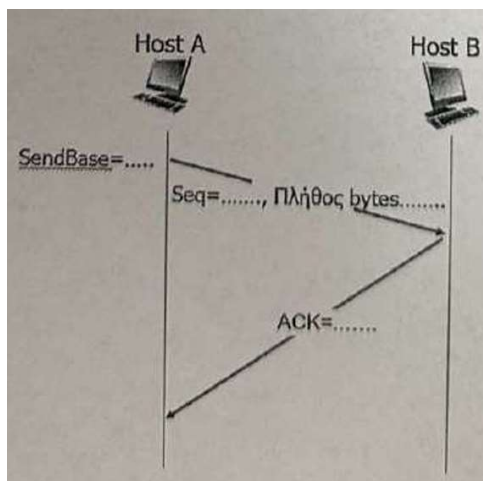 Host A
Host B
SendBase=.....
Seq=......., Πλήθος bytes........
ACK=.......